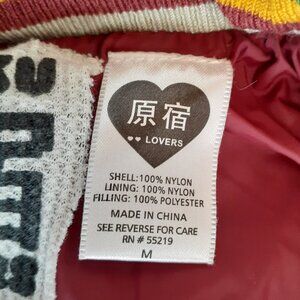 原宿
LOVERS
SHELL: 100% NYLON
LINING: 100% NYLON
FILLING: 100% POLYESTER
MADE IN CHINA
SEE REVERSE FOR CARE
RN # 55219
M